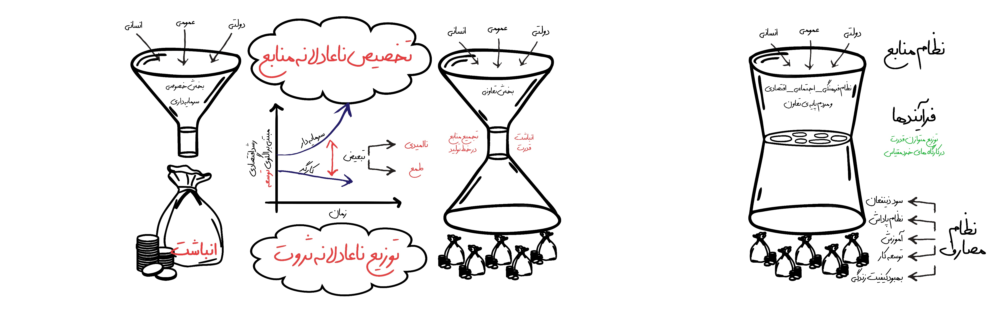 نظام منابع
دولتی
عمومی
انسانی
نظام فرهنگی_اجتماعی_اقتصادی
و مردم پایه‌ی تعاون
فرآیندها
توزیع متوازن قدرت
در کارگاه های خرد مقیاس
نظام
مصارف
سود ذینفعان
نظام پاداش
آموزش
توسعه کار
بهبود کیفیت زندگی
دولتی
عمومی
انسانی
بخش تعاونی
انباشت
قدرت
تجمیع منابع
در خط تولید
تخصیص ناعادلانه منابع
رشد اقتصادی
مبتنی بر الگوی توسعه
سرمایه‌دار
کارگر
تبعیض
ناامیدی
طمع
زمان
توزیع ناعادلانه ثروت
دولتی
عمومی
انسانی
بخش خصوصی
سرمایه‌داری
انباشت